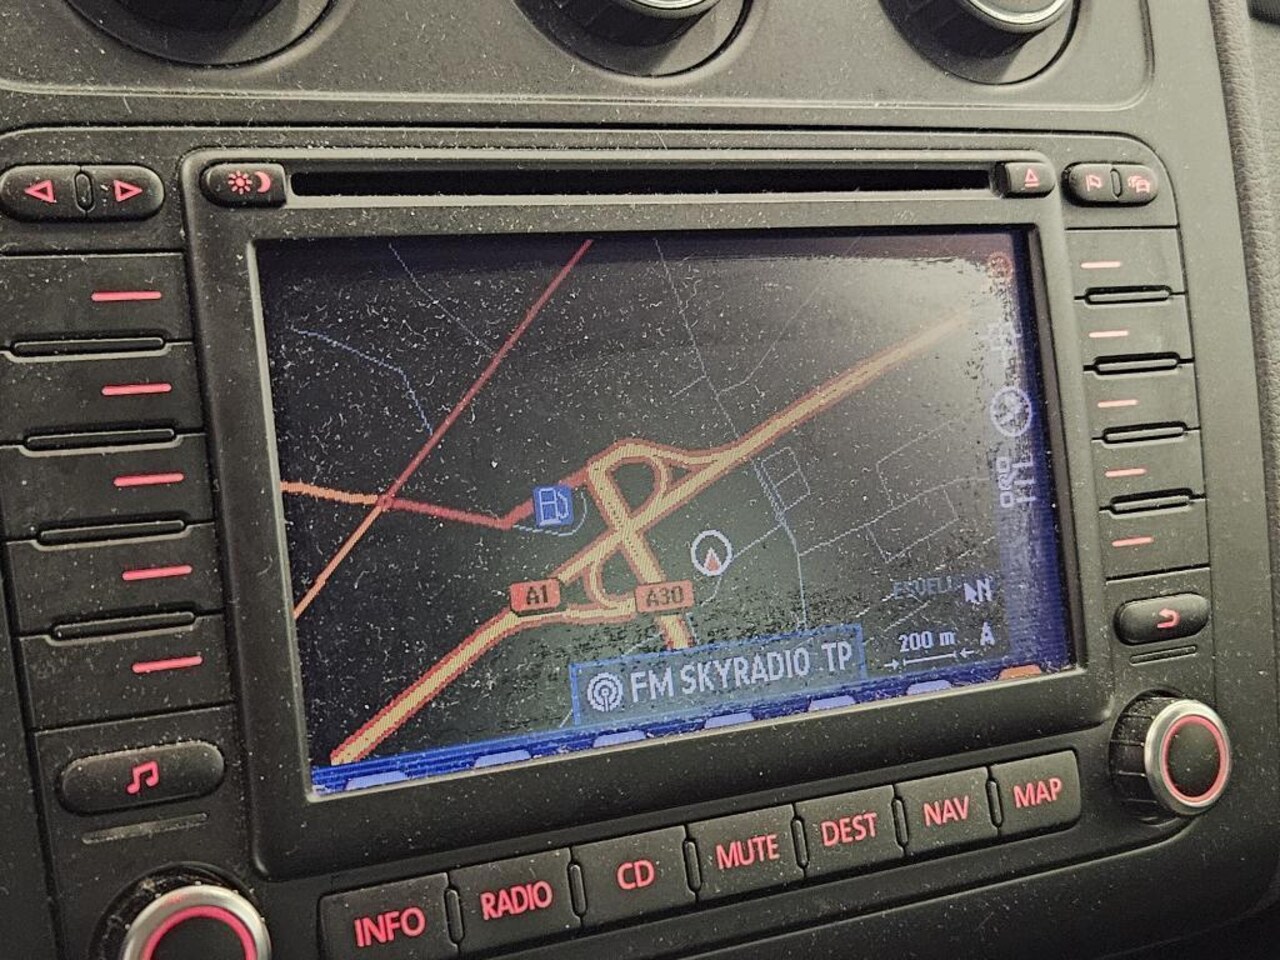 A1
A30
N
200 m
FM SKYRADIO TP
INFO
RADIO
CD
MUTE
DEST
NAV
MAP